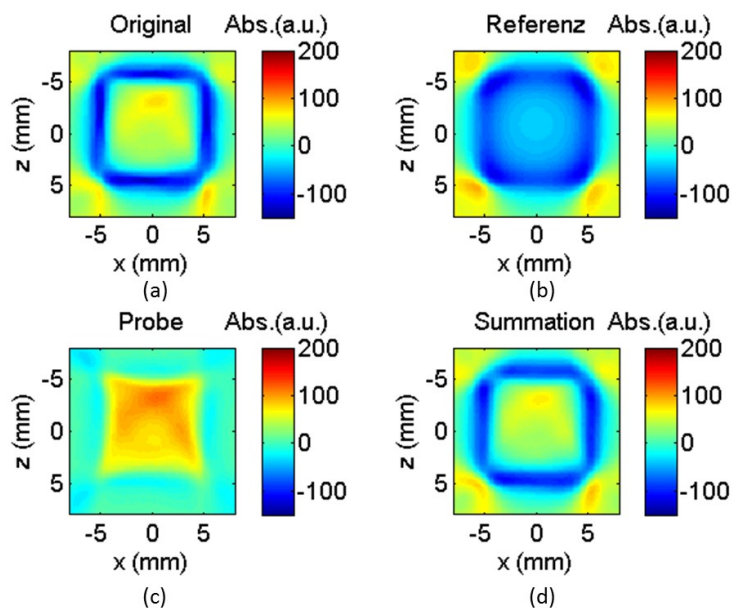 Original Abs.(a.u.)
200
100
0
-100
-5
0
5
z (mm)
-5 0 5
x (mm)
(a)
Referenz Abs.(a.u.)
200
100
0
-100
-5
0
5
z (mm)
-5 0 5
x (mm)
(b)
Probe Abs.(a.u.)
200
100
0
-100
-5
0
5
z (mm)
-5 0 5
x (mm)
(c)
Summation Abs.(a.u.)
200
100
0
-100
-5
0
5
z (mm)
-5 0 5
x (mm)
(d)